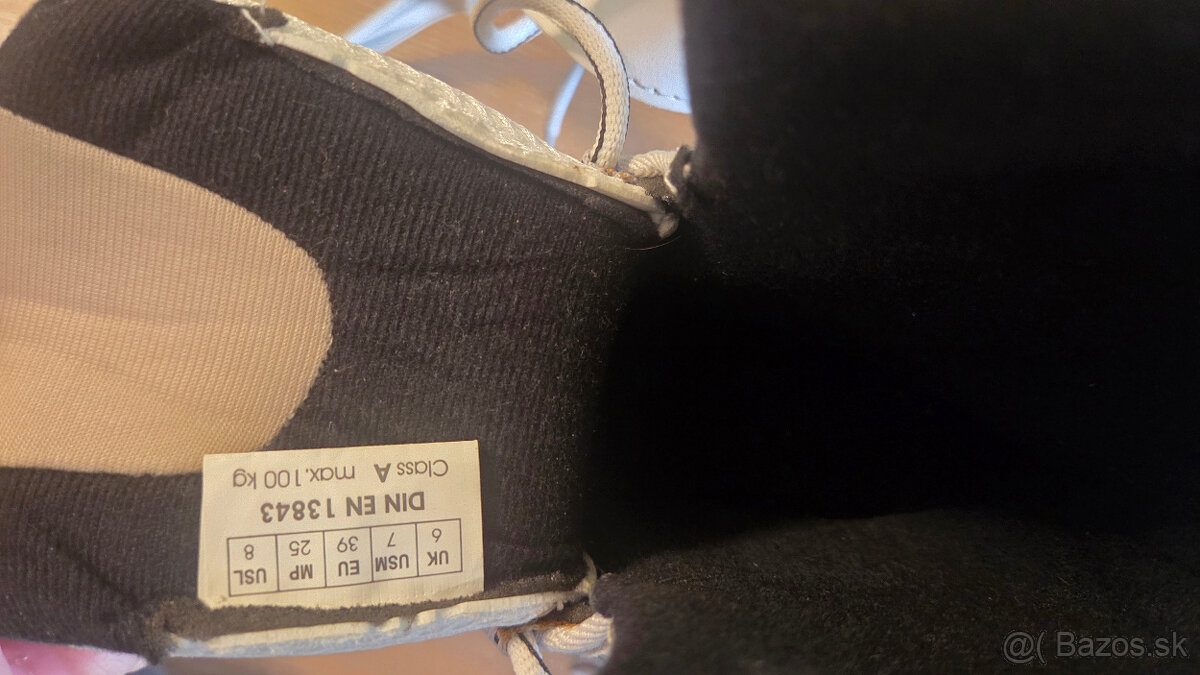 UK USM EU MP USL
6 7 39 25 8
DIN EN 13843
Class A max. 100 kg
@( Bazos.sk